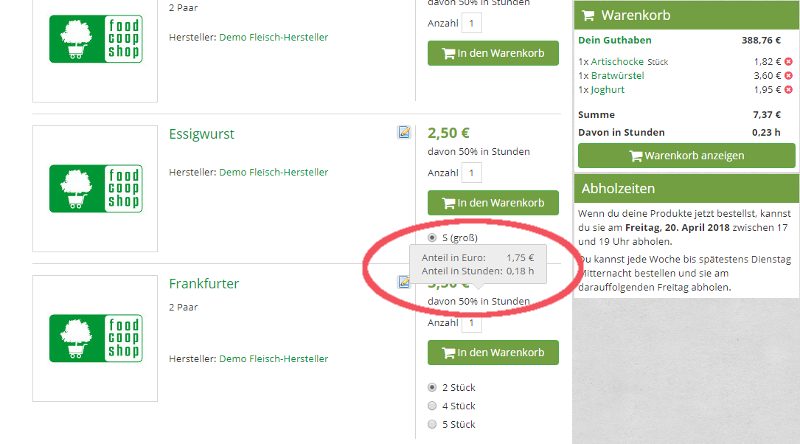 food
coop
shop
2 Paar
Hersteller: Demo Fleisch-Hersteller
davon 50% in Stunden
Anzahl 1
In den Warenkorb
food
coop
shop
Essigwurst
Hersteller: Demo Fleisch-Hersteller
2,50 €
davon 50% in Stunden
Anzahl 1
In den Warenkorb
S (groß)
Anteil in Euro: 1,75 €
Anteil in Stunden: 0,18 h
food
coop
shop
Frankfurter
2 Paar
Hersteller: Demo Fleisch-Hersteller
davon 50% in Stunden
Anzahl 1
In den Warenkorb
2 Stück
4 Stück
5 Stück
Warenkorb
Dein Guthaben 388.76 €
1x Artischocke Stück 1,82 €
1x Bratwürstel 3,60 €
1x Joghurt 1,95 €
Summe 7,37 €
Davon in Stunden 0,23 h
Warenkorb anzeigen
Abholzeiten
Wenn du deine Produkte jetzt bestellst, kannst
du sie am Freitag, 20. April 2018 zwischen 17
und 19 Uhr abholen.
Du kannst jede Woche bis spätestens Dienstag
Mitternacht bestellen und sie am
darauffolgenden Freitag abholen.